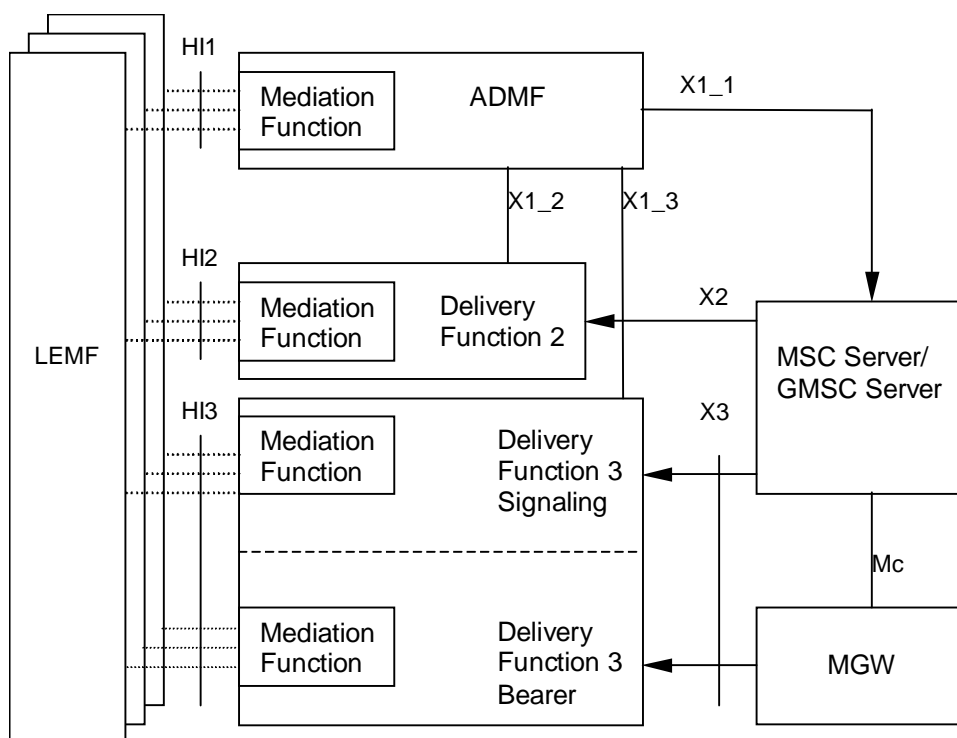 HI1
Mediation
Function
ADMF
X1_1
X1_2
X1_3
HI2
Mediation
Function
Delivery
Function 2
X2
LEMF
MSC Server/
GMSC Server
HI3
Mediation
Function
Delivery
Function 3
Signaling
X3
Mc
Mediation
Function
Delivery
Function 3
Bearer
MGW